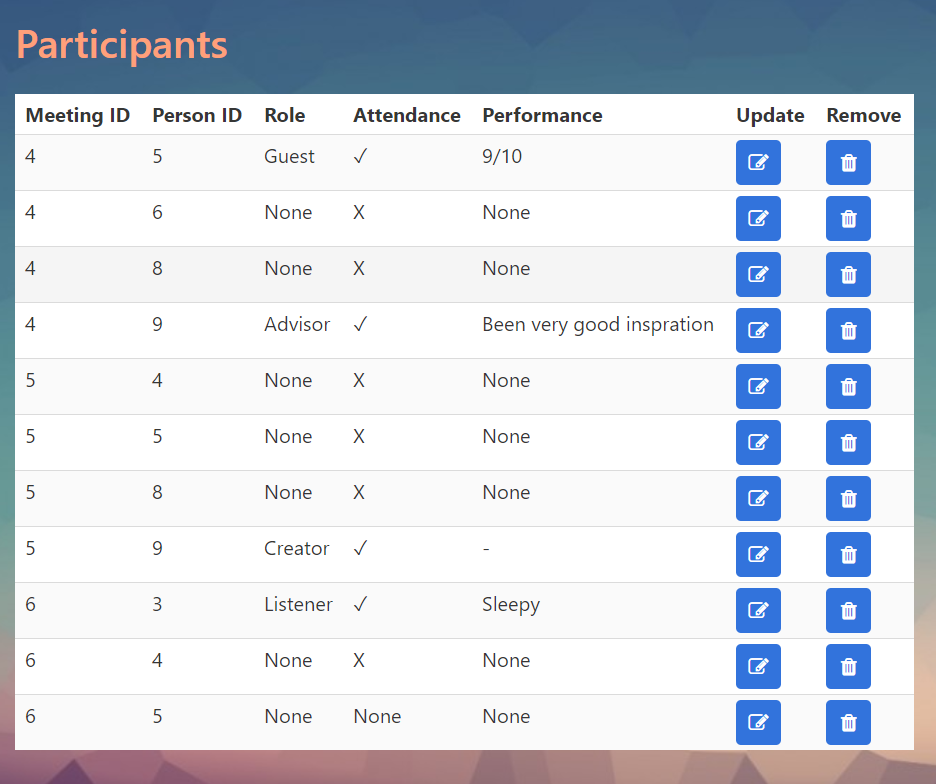 Participants
Meeting ID Person ID Role Attendance Performance Update Remove
4 5 Guest ✓ 9/10
4 6 None X None
4 8 None X None
4 9 Advisor ✓ Been very good inspration
5 4 None X None
5 5 None X None
5 8 None X None
5 9 Creator ✓ -
6 3 Listener ✓ Sleepy
6 4 None X None
6 5 None None None